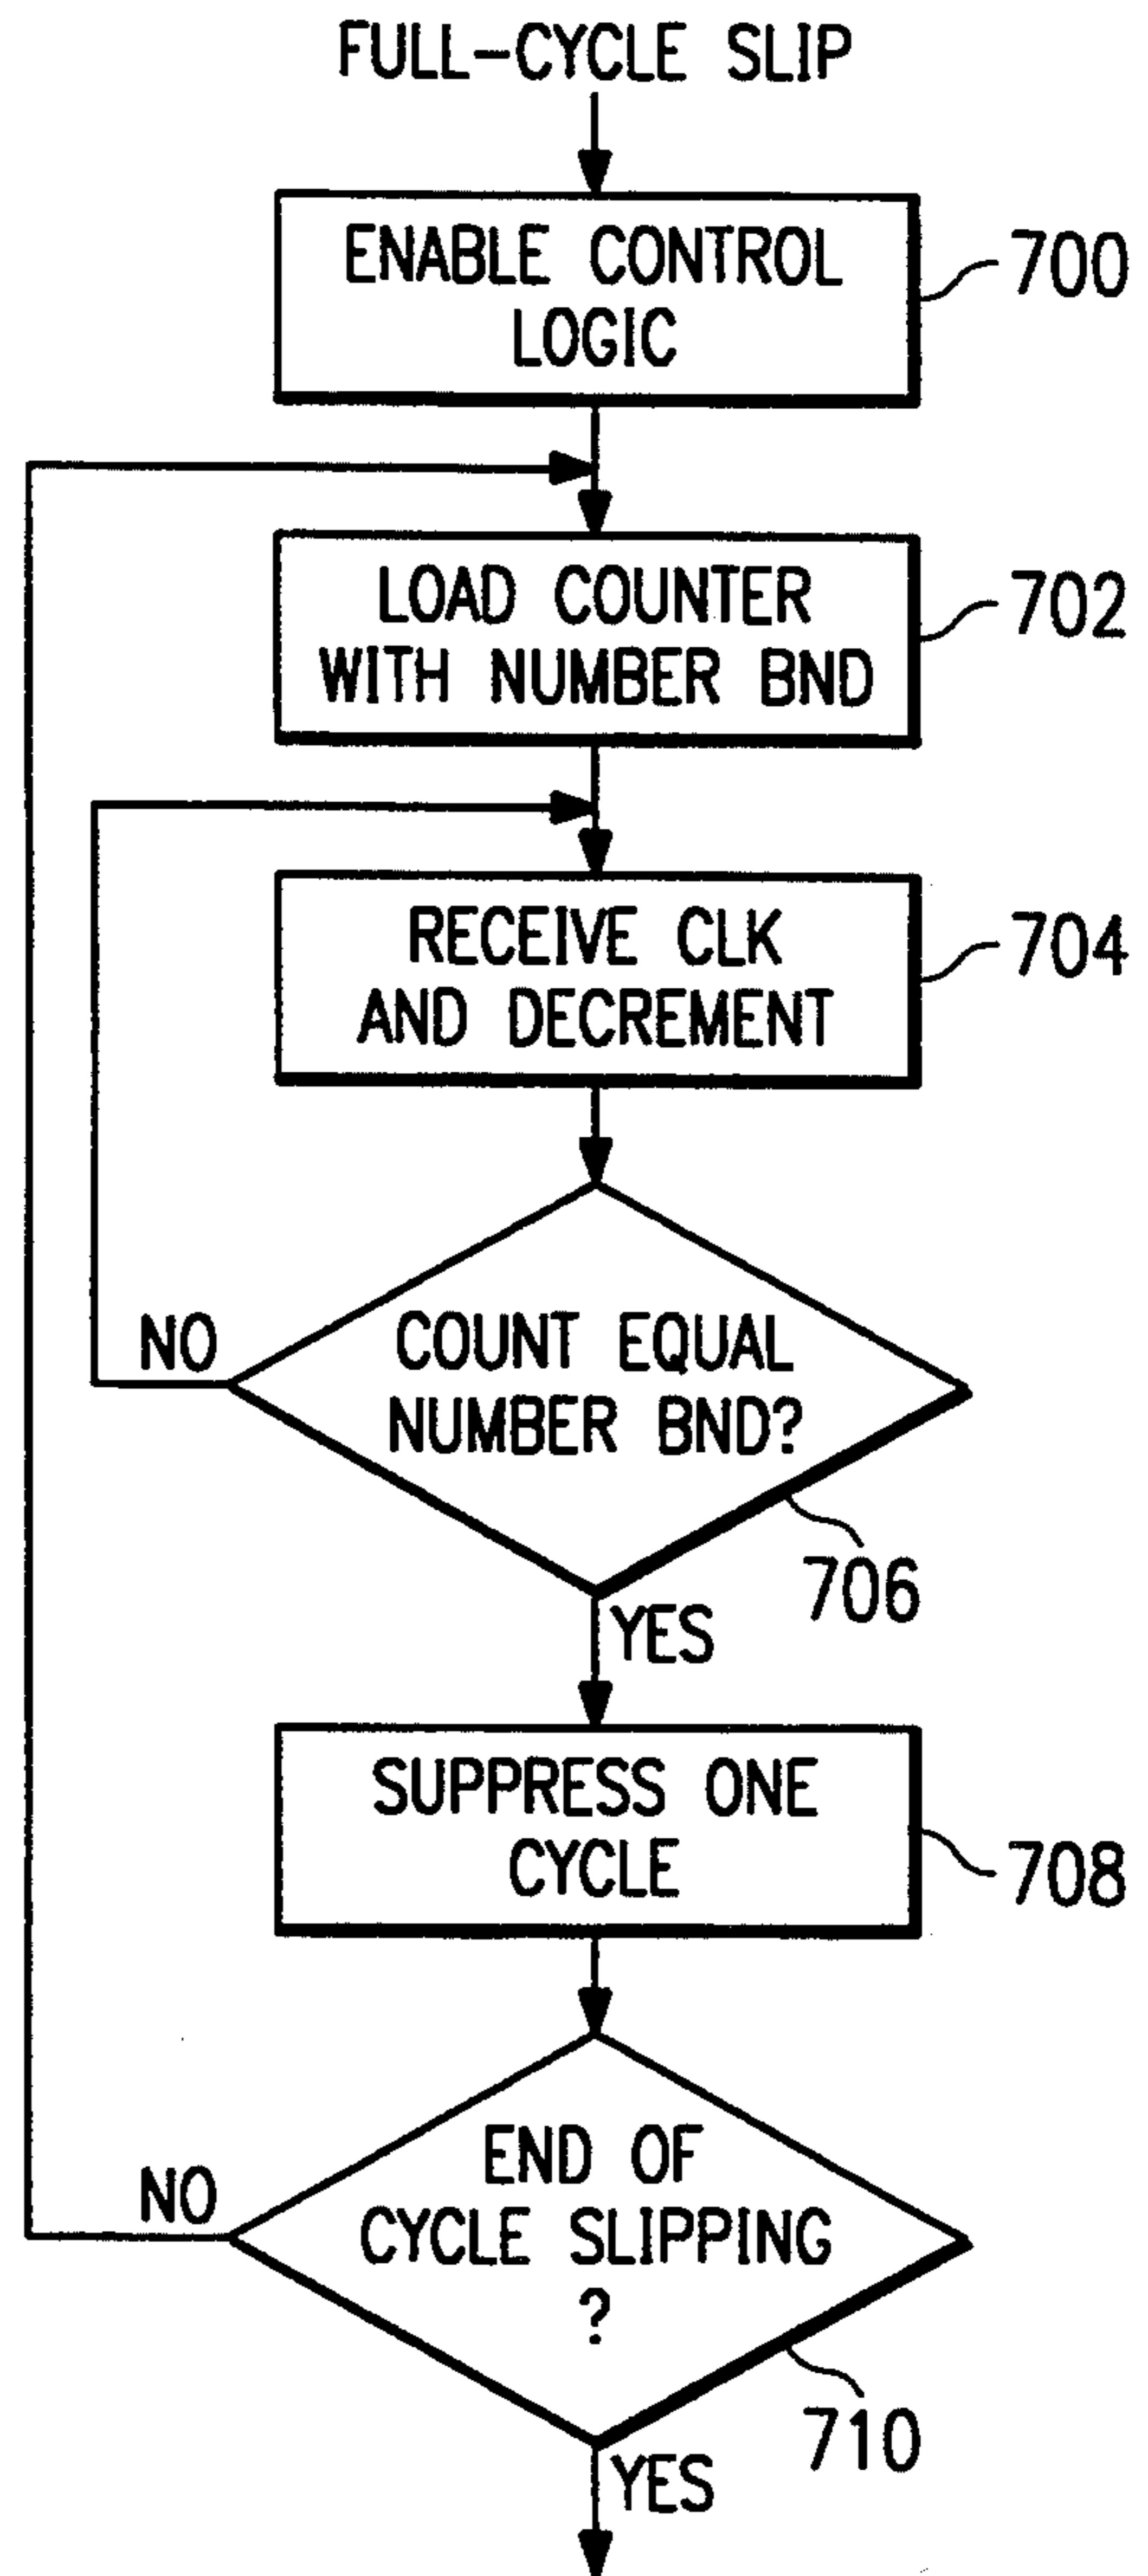 FULL-CYCLE SLIP
ENABLE CONTROL
LOGIC
700
LOAD COUNTER
WITH NUMBER BND
702
RECEIVE CLK
AND DECREMENT
704
COUNT EQUAL
NUMBER BND?
NO
706
YES
SUPPRESS ONE
CYCLE
708
END OF
CYCLE SLIPPING
?
NO
710
YES